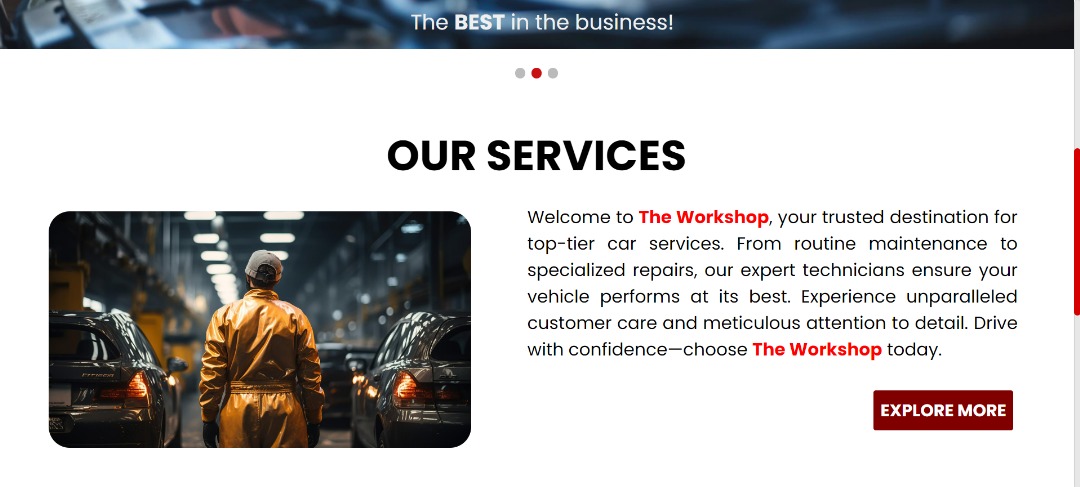 The BEST in the business!
OUR SERVICES
Welcome to The Workshop, your trusted destination for
top-tier car services. From routine maintenance to
specialized repairs, our expert technicians ensure your
vehicle performs at its best. Experience unparalleled
customer care and meticulous attention to detail. Drive
with confidence—choose The Workshop today.
EXPLORE MORE